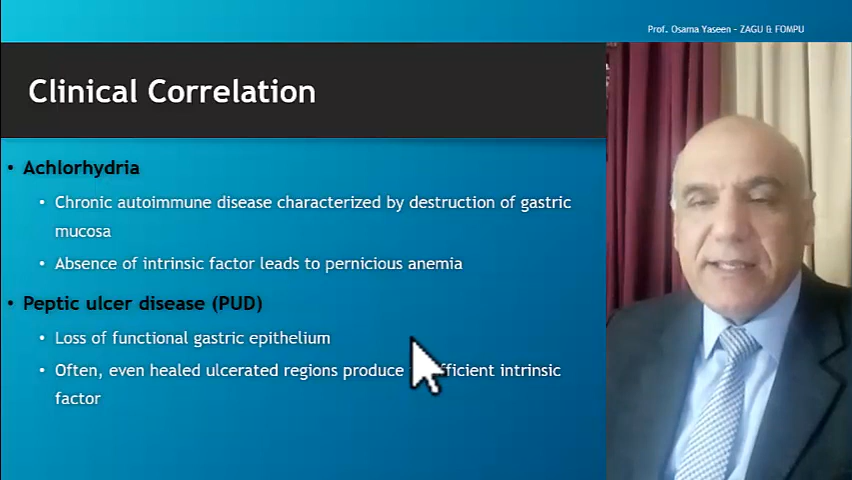 Prof. Osama Yaseen - ZAGU & FOMPU
Clinical Correlation
• Achlorhydria
• Chronic autoimmune disease characterized by destruction of gastric
mucosa
• Absence of intrinsic factor leads to pernicious anemia
• Peptic ulcer disease (PUD)
• Loss of functional gastric epithelium
• Often, even healed ulcerated regions produce intrinsic
factor